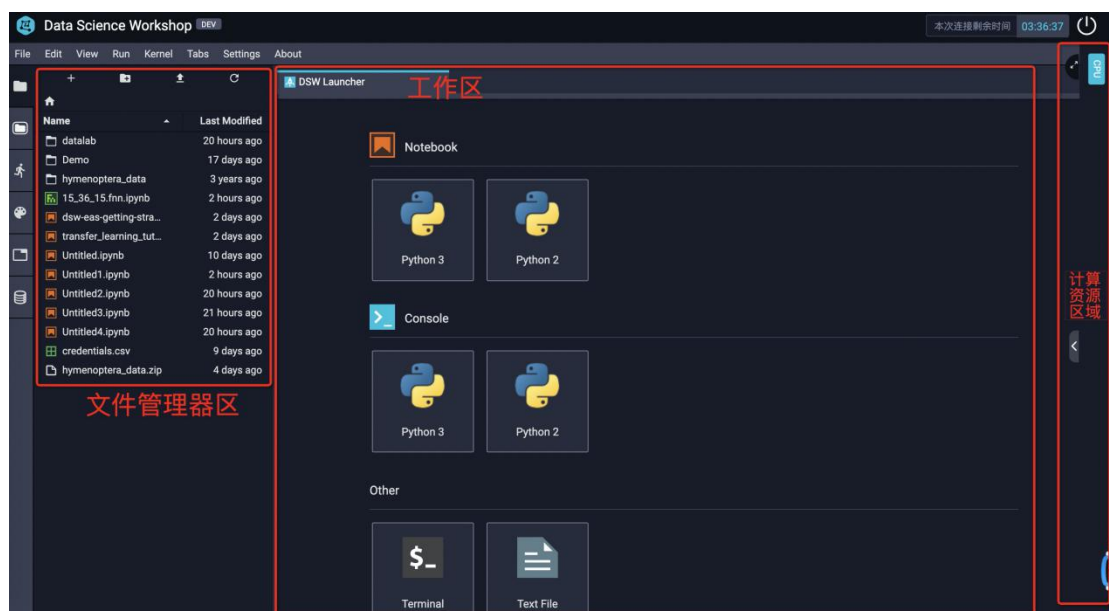 Data Science Workshop DEV
本次连接剩余时间 03:36:37
File Edit View Run Kernel Tabs Settings About
DSW Launcher
工作区
CPU
Name Last Modified
datalab 20 hours ago
Demo 17 days ago
hymenoptera_data 3 years ago
15_36_15.fnn.ipynb 2 hours ago
dsw-eas-getting-stra... 2 days ago
transfer_learning_tut... 2 days ago
Untitled.ipynb 10 days ago
Untitled1.ipynb 2 hours ago
Untitled2.ipynb 20 hours ago
Untitled3.ipynb 21 hours ago
Untitled4.ipynb 20 hours ago
credentials.csv 9 days ago
hymenoptera_data.zip 4 days ago
文件管理器区
Notebook
Python 3 Python 2
Console
Python 3 Python 2
Other
$_
Terminal Text File
计算
资源
区域